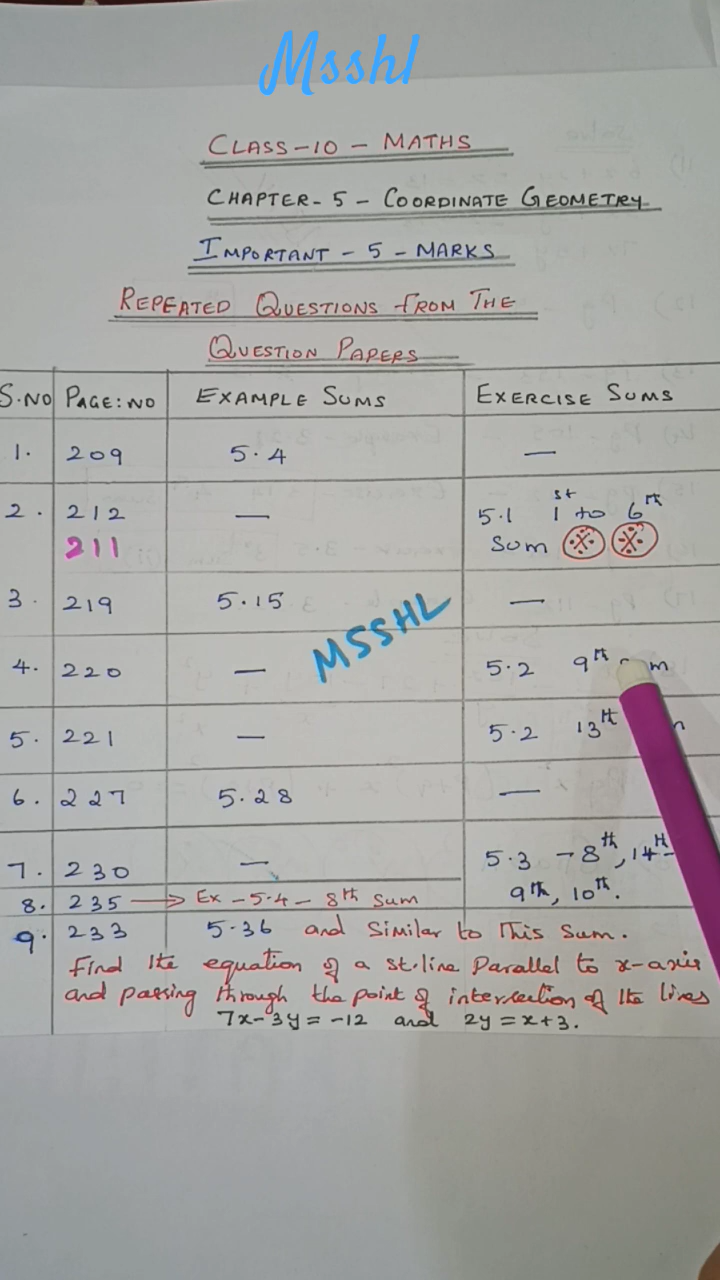 Msshl
CLASS-10 - MATHS
CHAPTER- 5 - COORDINATE GEOMETRY
IMPORTANT - 5 - MARKS
REPEATED QUESTIONS FROM THE
QUESTION PAPERS
S.NO PAGE:NO EXAMPLE SUMS EXERCISE SUMS
1. 209 5.4 —
2. 212 — 5.1 1st to 6th
211 Sum
3. 219 5.15 —
MSSHL
4. 220 — 5.2 9th m
5. 221 — 5.2 13th
6. 227 5.28 —
7. 230 — 5.3 - 8th, 14th
9th, 10th.
8. 235 → Ex - 5.4 - 8th Sum
9. 233 5.36 and Similar to This Sum.
Find the equation of a st.line Parallel to x-axis
and passing through the point of intersection of the lines
7x-3y = -12 and 2y = x+3.